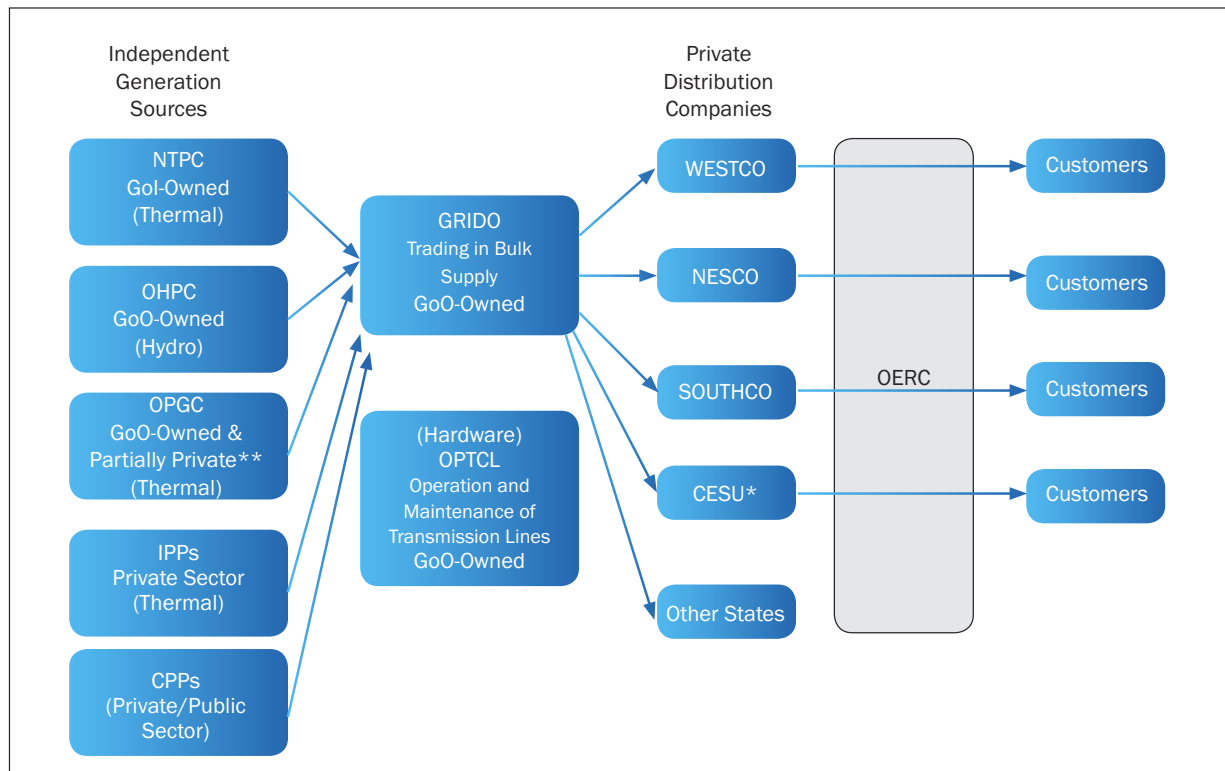 Independent
Generation
Sources
NTPC
GoI-Owned
(Thermal)
OHPC
GoO-Owned
(Hydro)
OPGC
GoO-Owned &
Partially Private**
(Thermal)
IPPs
Private Sector
(Thermal)
CPPs
(Private/Public
Sector)
GRIDO
Trading in Bulk
Supply
GoO-Owned
(Hardware)
OPTCL
Operation and
Maintenance of
Transmission Lines
GoO-Owned
Private
Distribution
Companies
WESTCO
NESCO
SOUTHCO
CESU*
Other States
OERC
Customers
Customers
Customers
Customers